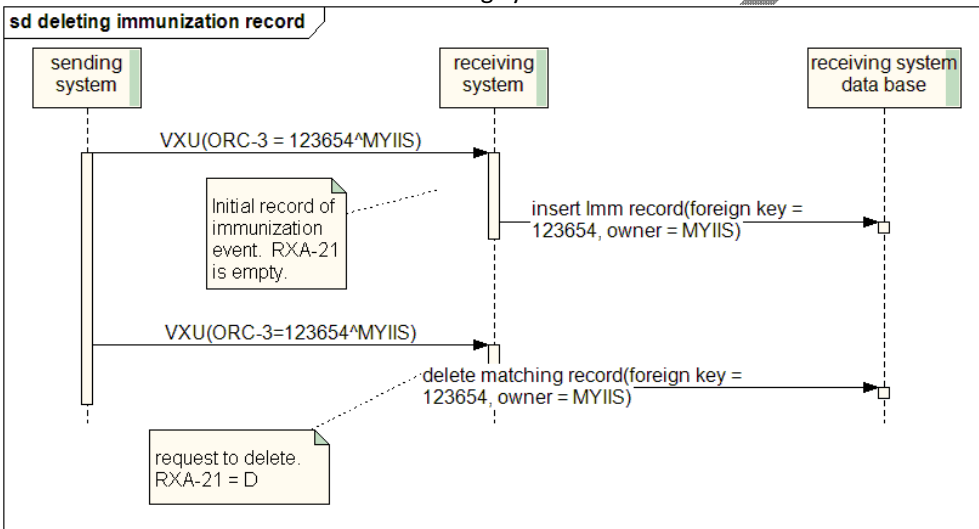 sd deleting immunization record
sending
system
receiving
system
receiving system
data base
VXU(ORC-3 = 123654^MYIIS)
Initial record of
immunization
event. RXA-21
is empty.
insert Imm record(foreign key =
123654, owner = MYIIS)
VXU(ORC-3=123654^MYIIS)
delete matching record(foreign key =
123654, owner = MYIIS)
request to delete.
RXA-21 = D